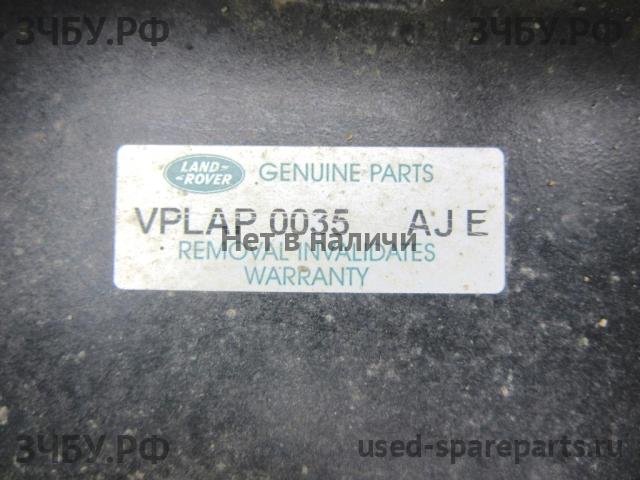 ЗЧБУ.РФ
ЗЧБУ.РФ
LAND-
-ROVER
GENUINE PARTS
VPLAP 0035 AJ E
Нет в наличи
REMOVAL INVALIDATES
WARRANTY
ЗЧБУ.РФ
used-spareparts.ru